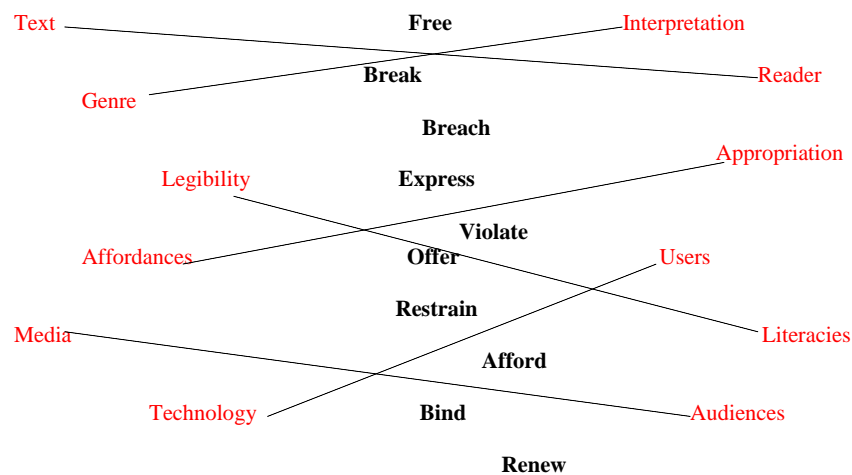 Text Free Interpretation
Break Reader
Genre
Breach
Appropriation
Legibility Express
Violate
Affordances Offer Users
Restrain
Media Literacies
Afford
Technology Bind Audiences
Renew